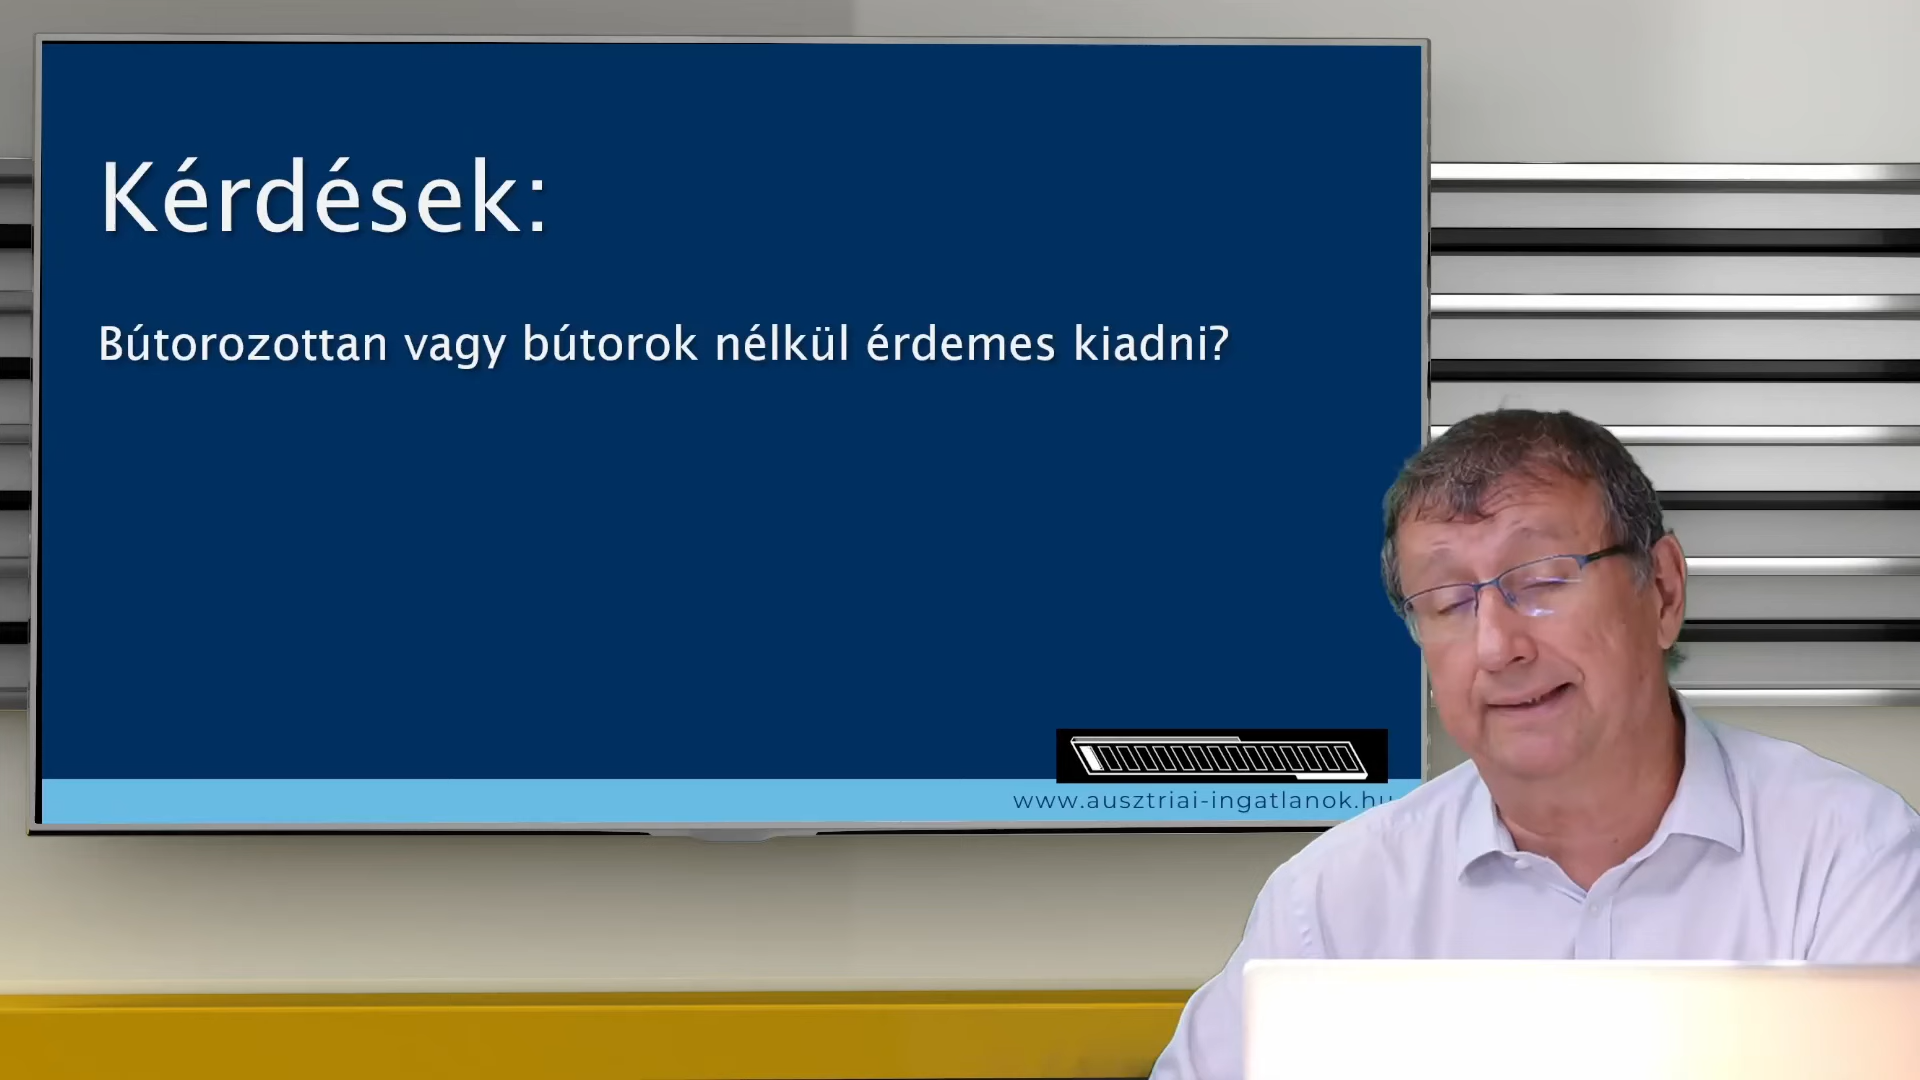 Kérdések:
Bútorozottan vagy bútorok nélkül érdemes kiadni?
www.ausztriai-ingatlanok.hu